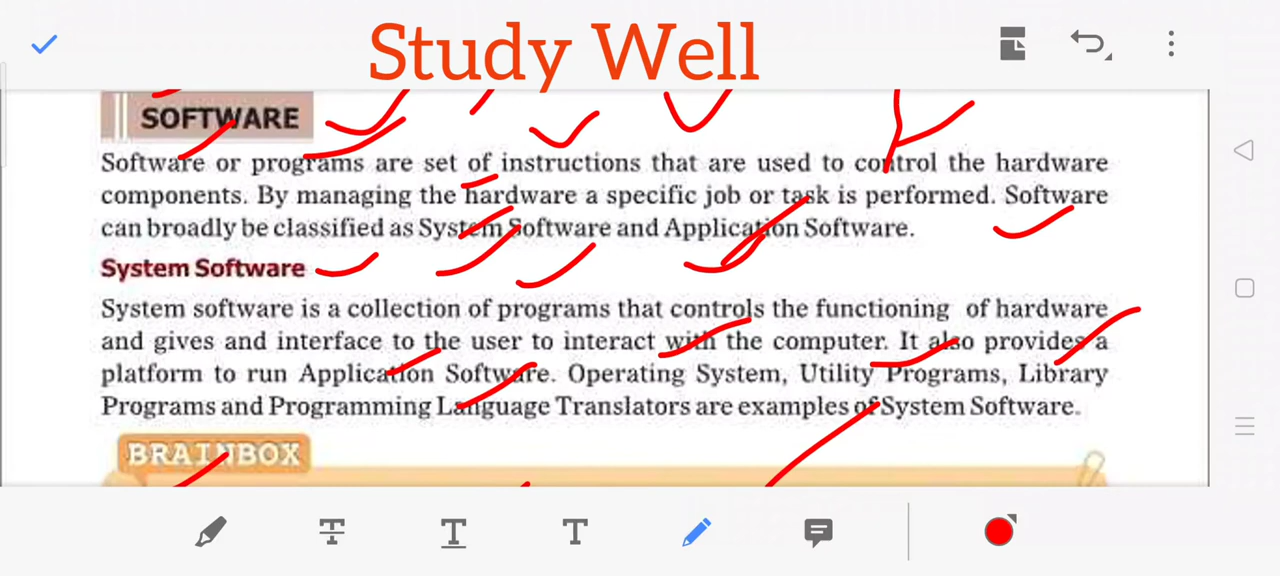 Study Well
SOFTWARE
Software or programs are set of instructions that are used to control the hardware
components. By managing the hardware a specific job or task is performed. Software
can broadly be classified as System Software and Application Software.
System Software
System software is a collection of programs that controls the functioning of hardware
and gives and interface to the user to interact with the computer. It also provides a
platform to run Application Software. Operating System, Utility Programs, Library
Programs and Programming Language Translators are examples of System Software.
BRAINBOX